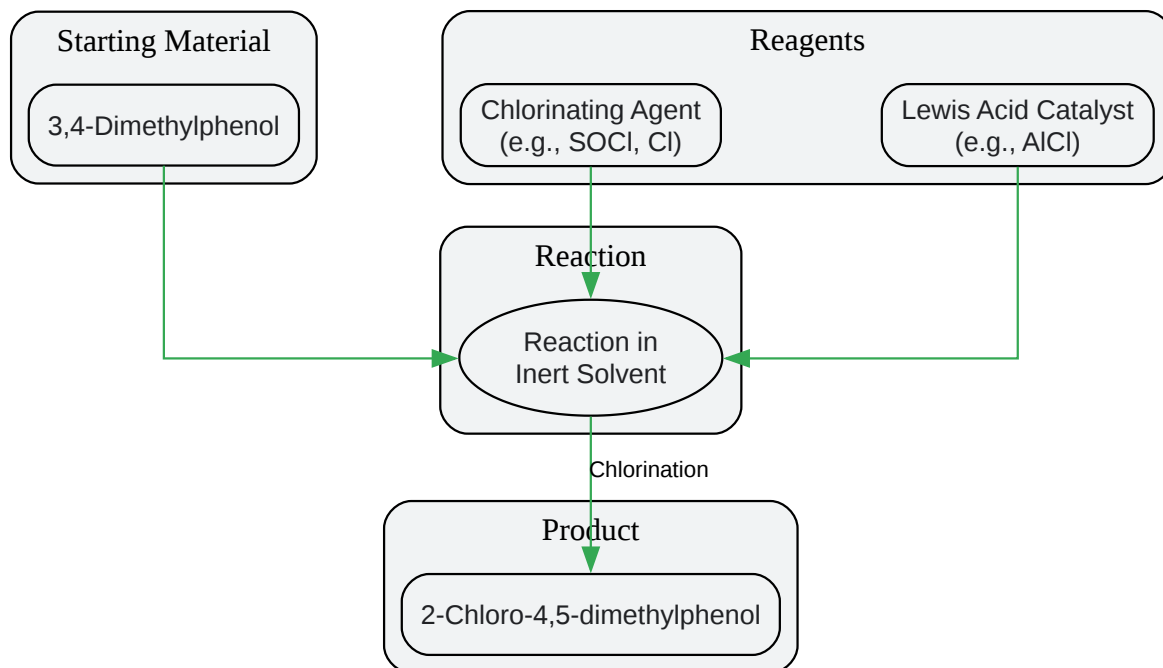 Starting Material
3,4-Dimethylphenol
Reagents
Chlorinating Agent
(e.g., SOCl, Cl)
Lewis Acid Catalyst
(e.g., AlCl)
Reaction
Reaction in
Inert Solvent
Chlorination
Product
2-Chloro-4,5-dimethylphenol